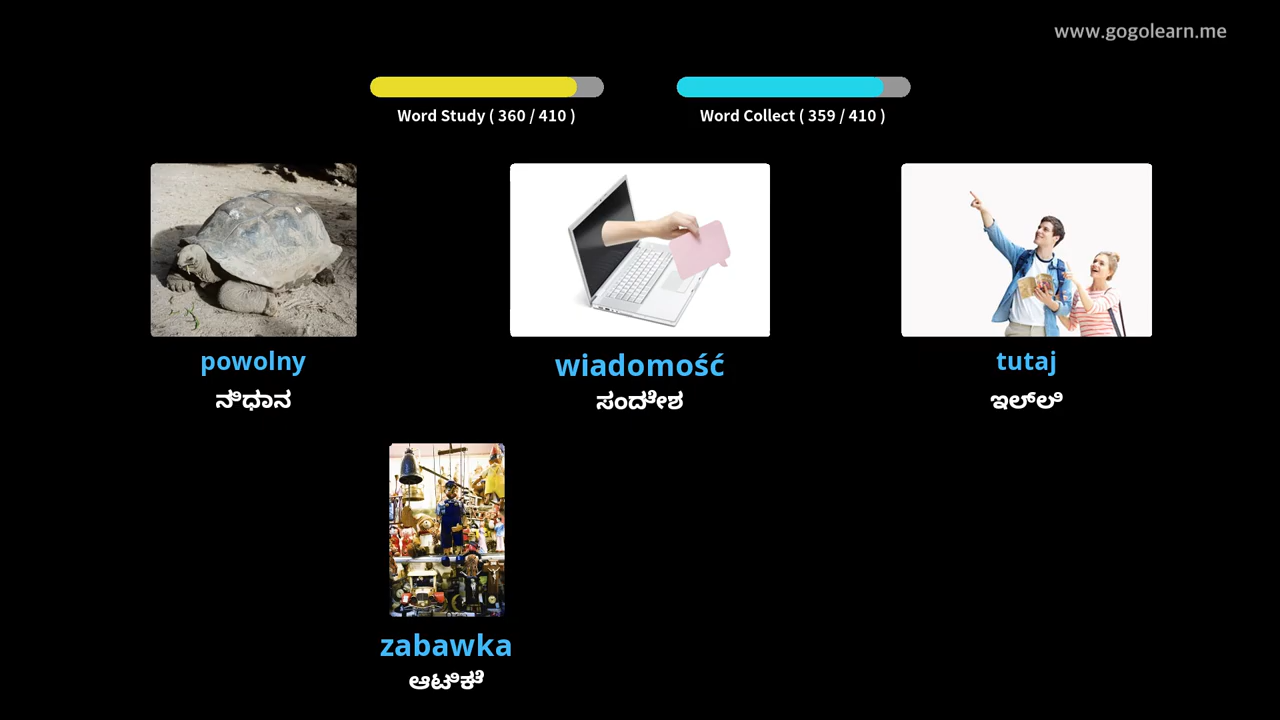 www.gogolearn.me
Word Study ( 360 / 410 )
Word Collect ( 359 / 410 )
powolny
ನಿಧಾನ
wiadomość
ಸಂದೇಶ
tutaj
ಇಲ್ಲಿ
zabawka
ಆಟಿಕೆ